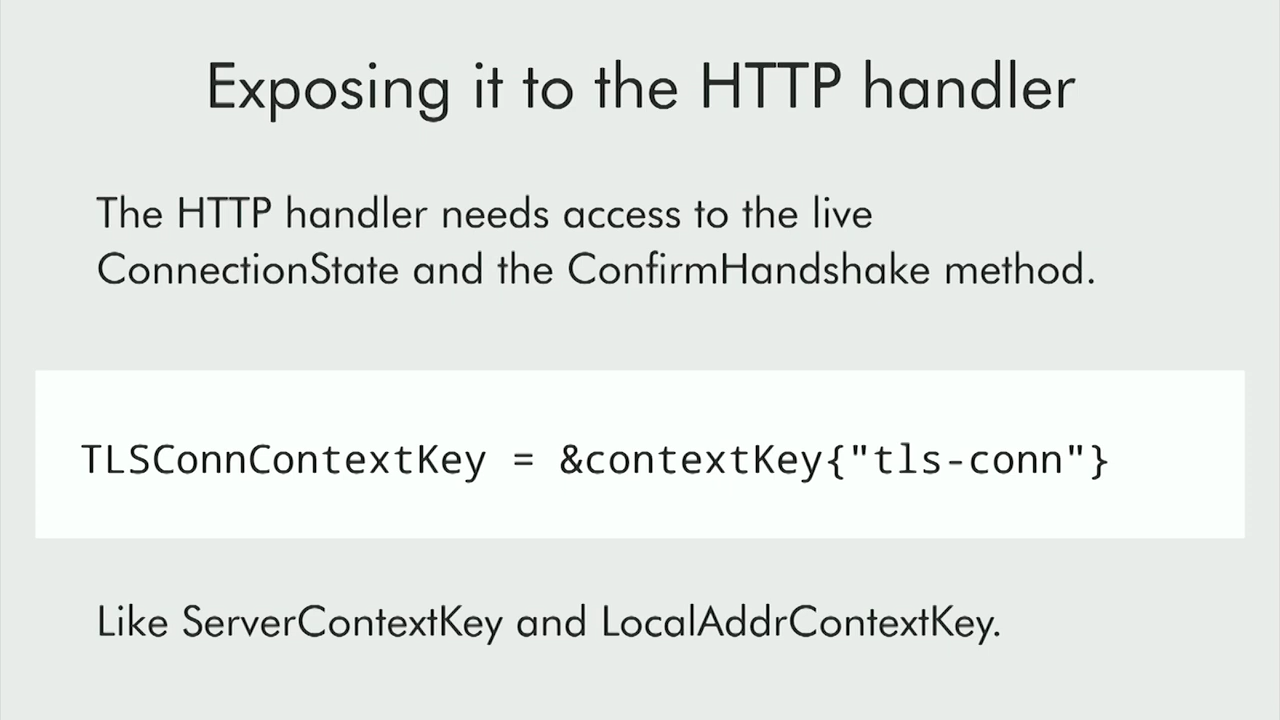 Exposing it to the HTTP handler
The HTTP handler needs access to the live
ConnectionState and the ConfirmHandshake method.
TLSConnContextKey = &contextKey{"tls-conn"}
Like ServerContextKey and LocalAddrContextKey.